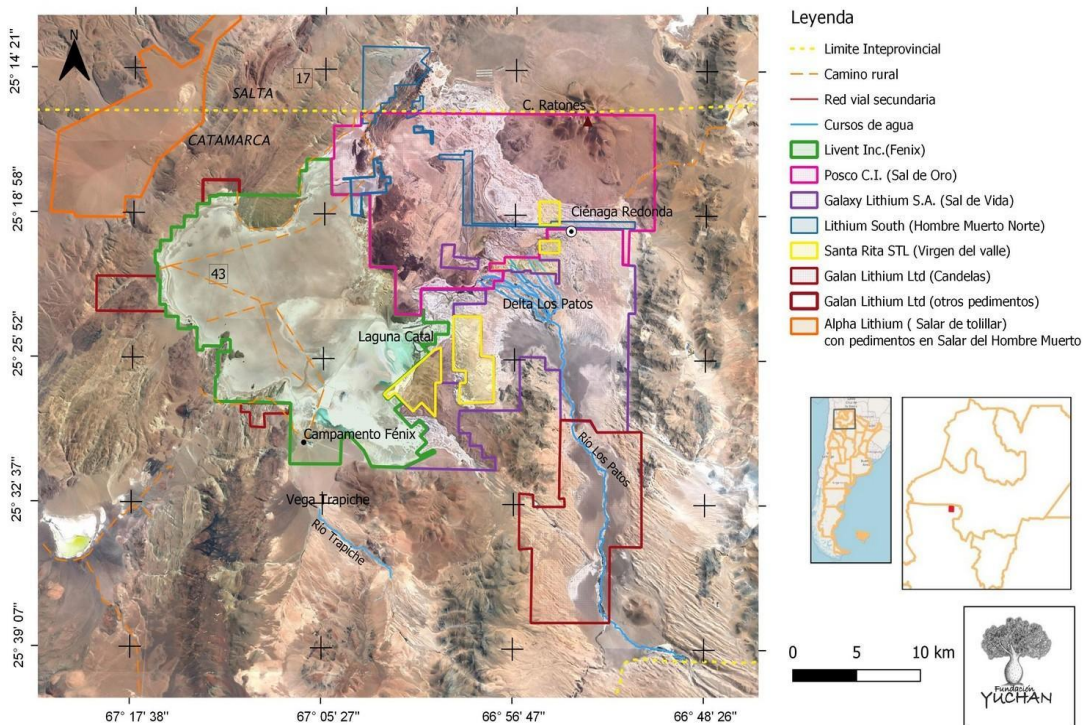 N
25° 14' 21"
25° 18' 58"
25° 25' 52"
25° 32' 37"
25° 39' 07"
17
SALTA
CATAMARCA
C. Ratones
Ciénaga Redonda
43
Delta Los Patos
Laguna Catal
Campamento Fénix
Río Los Patos
Vega Trapiche
Río Trapiche
67° 17' 38"
67° 05' 27"
66° 56' 47"
66° 48' 26"
Leyenda
Limite Inteprovincial
Camino rural
Red vial secundaria
Cursos de agua
Livent Inc.(Fenix)
Posco C.I. (Sal de Oro)
Galaxy Lithium S.A. (Sal de Vida)
Lithium South (Hombre Muerto Norte)
Santa Rita STL (Virgen del valle)
Galan Lithium Ltd (Candelas)
Galan Lithium Ltd (otros pedimentos)
Alpha Lithium ( Salar de tolillar)
con pedimentos en Salar del Hombre Muerto
0 5 10 km
Fundación
YUCHAN